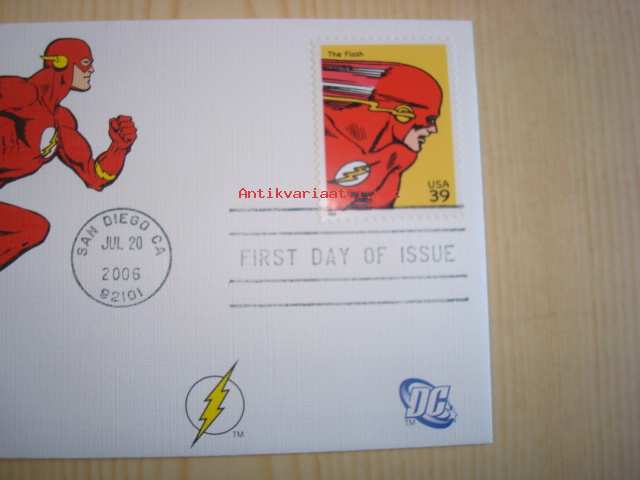 The Flash
USA
39
Antikvariaat
SAN DIEGO CA
JUL 20
2006
92101
FIRST DAY OF ISSUE
TM
TM
DC